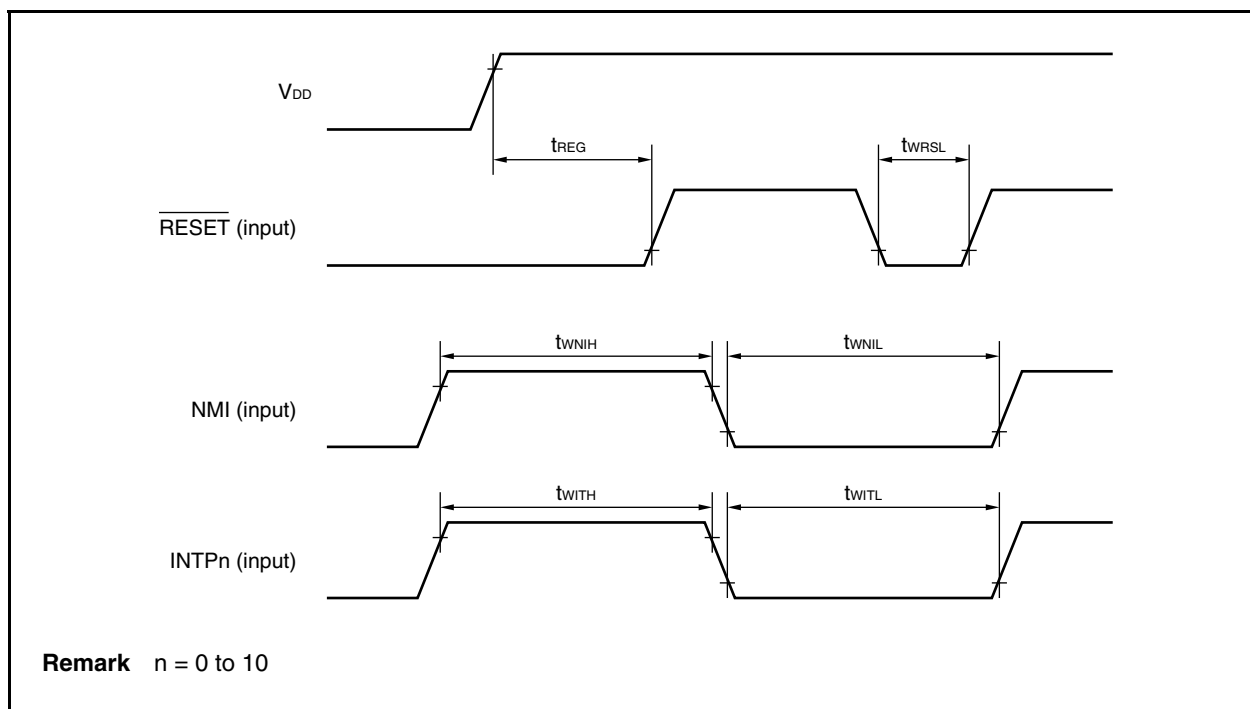 VDD
tREG
tWRSL
RESET (input)
tWNIH
tWNIL
NMI (input)
tWITH
tWITL
INTPn (input)
Remark n = 0 to 10